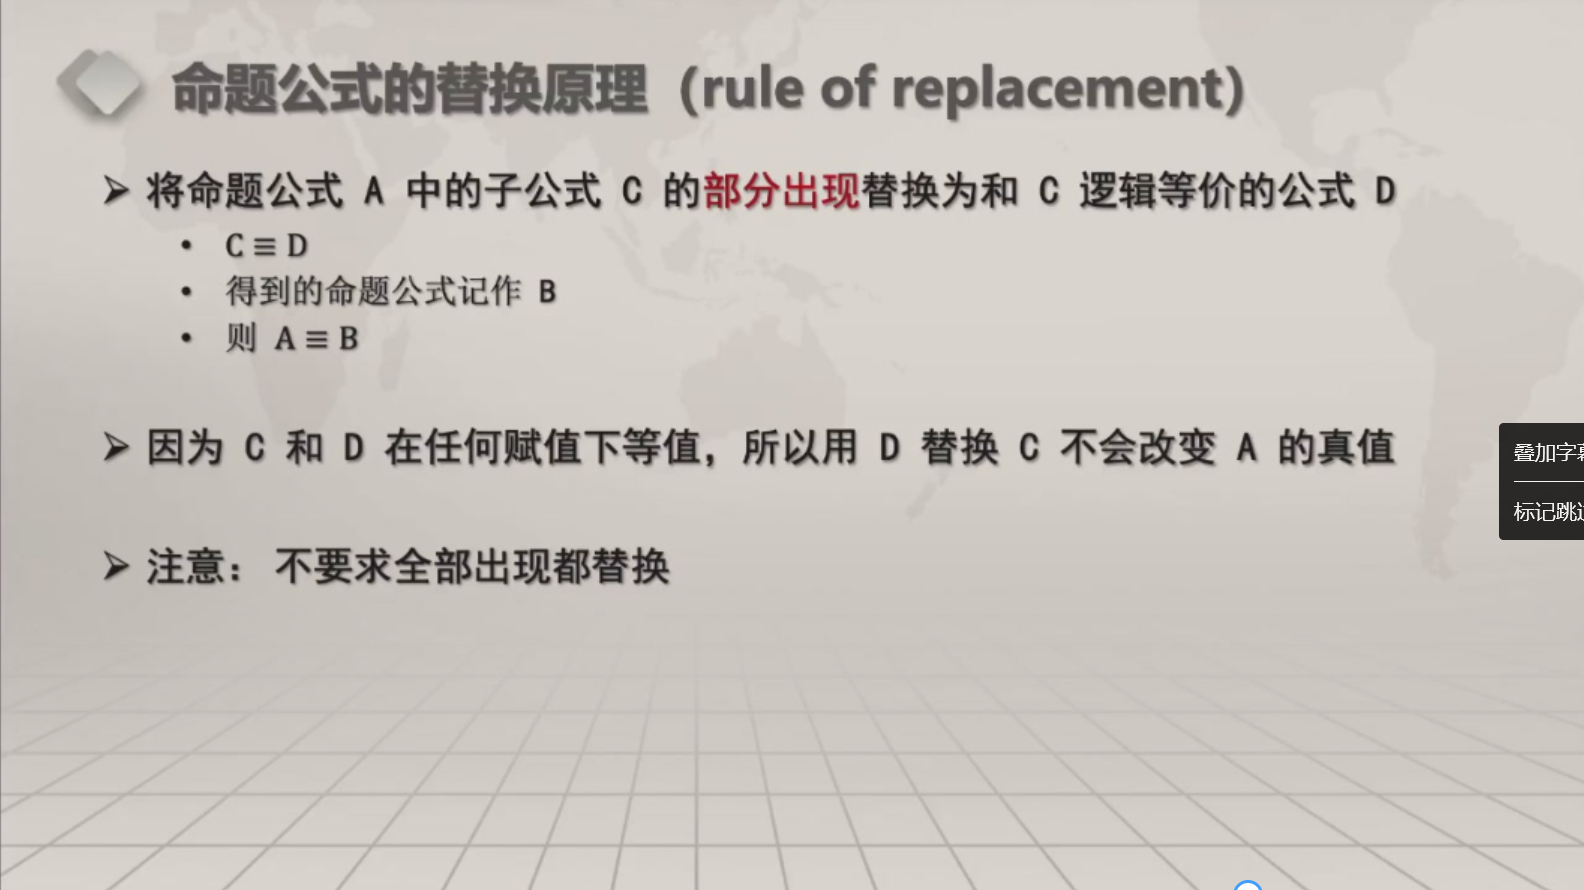 命题公式的替换原理（rule of replacement）
将命题公式 A 中的子公式 C 的部分出现替换为和 C 逻辑等价的公式 D
C ≡ D
得到的命题公式记作 B
则 A ≡ B
因为 C 和 D 在任何赋值下等值，所以用 D 替换 C 不会改变 A 的真值
叠加字幕
标记跳过
注意： 不要求全部出现都替换